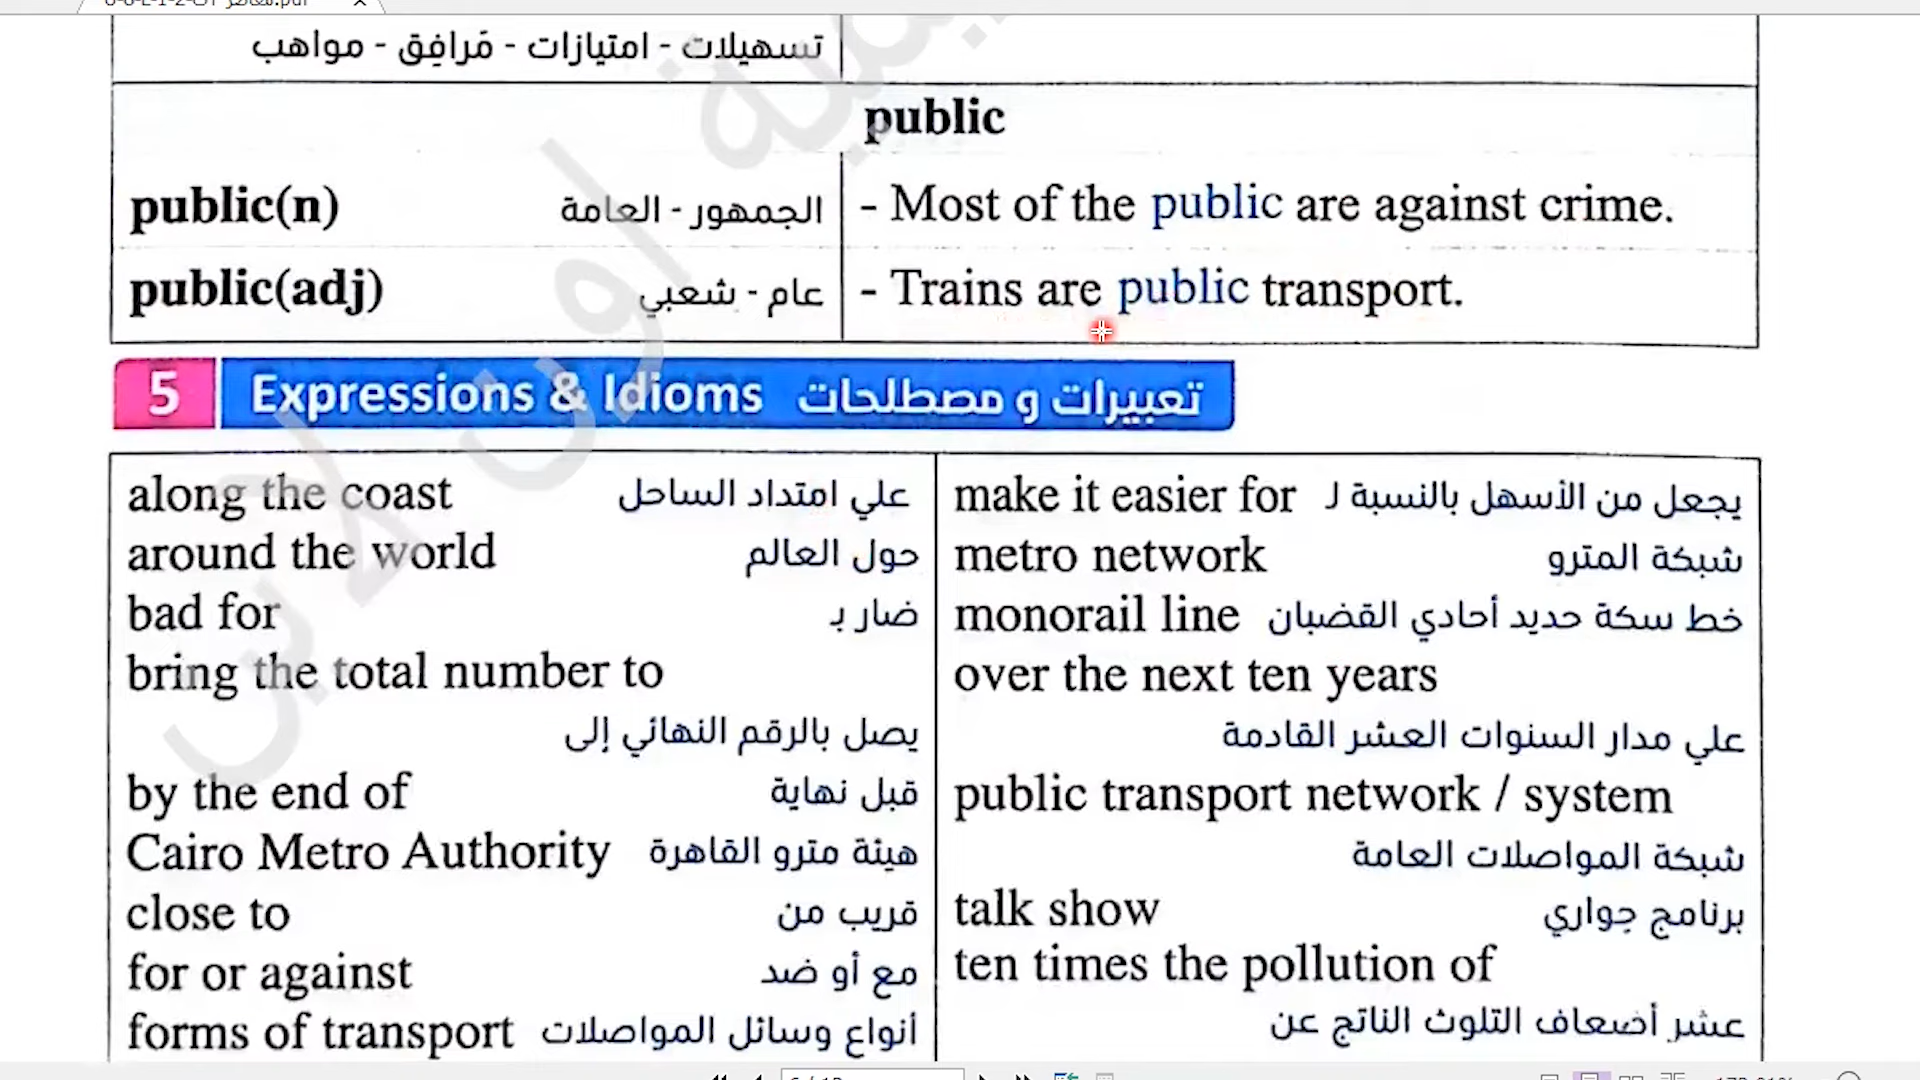 تسهيلات - امتيازات - مَرافِق - مواهب
public
public(n) الجمهور - العامة - Most of the public are against crime.
public(adj) عام - شعبي - Trains are public transport.
5 Expressions & Idioms تعبيرات و مصطلحات
along the coast علي امتداد الساحل
around the world حول العالم
bad for ضار بـ
bring the total number to
يصل بالرقم النهائي إلى
by the end of قبل نهاية
Cairo Metro Authority هيئة مترو القاهرة
close to قريب من
for or against مع أو ضد
forms of transport أنواع وسائل المواصلات
make it easier for يجعل من الأسهل بالنسبة لـ
metro network شبكة المترو
monorail line خط سكة حديد أحادي القضبان
over the next ten years
علي مدار السنوات العشر القادمة
public transport network / system
شبكة المواصلات العامة
talk show برنامج جواري
ten times the pollution of
عشر أضعاف التلوث الناتج عن